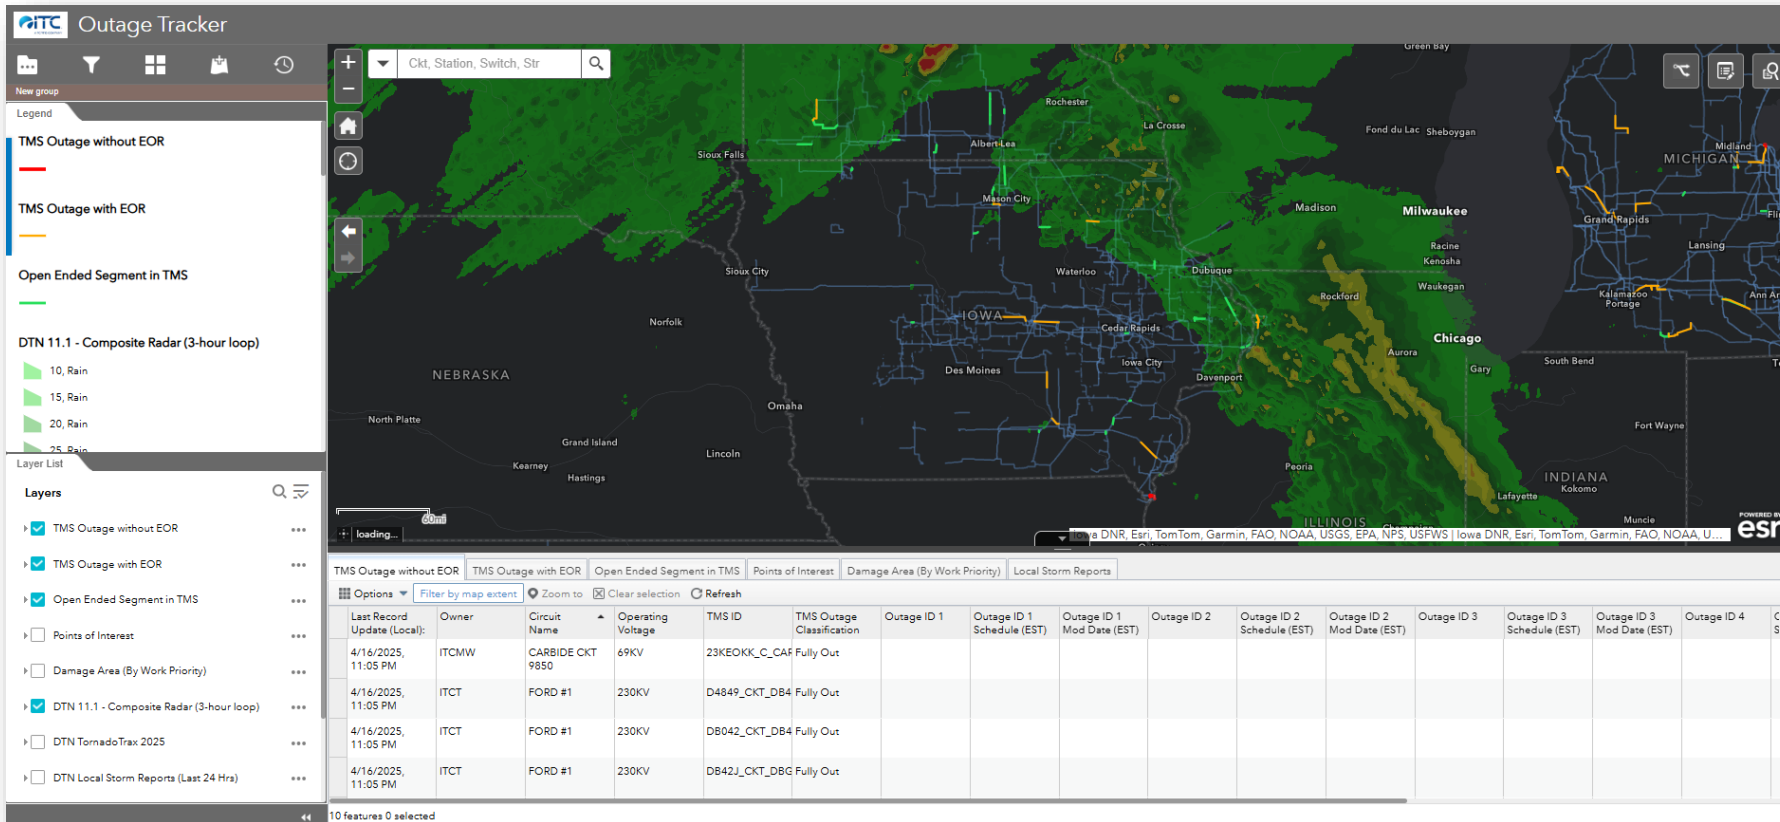 ITC Outage Tracker
Ckt, Station, Switch, Str
New group
Legend
TMS Outage without EOR
TMS Outage with EOR
Open Ended Segment in TMS
DTN 11.1 - Composite Radar (3-hour loop)
10, Rain
15, Rain
20, Rain
25, Rain
Layer List
Layers
TMS Outage without EOR
TMS Outage with EOR
Open Ended Segment in TMS
Points of Interest
Damage Area (By Work Priority)
DTN 11.1 - Composite Radar (3-hour loop)
DTN TornadoTrax 2025
DTN Local Storm Reports (Last 24 Hrs)
Green Bay
Rochester
La Crosse
Fond du Lac
Sheboygan
Albert Lea
Sioux Falls
Midland
MICHIGAN
Mason City
Madison
Milwaukee
Grand Rapids
Flin
Racine
Lansing
Kenosha
Sioux City
Waterloo
Dubuque
Waukegan
Rockford
Kalamazoo
Portage
Ann Ar
Norfolk
IOWA
Cedar Rapids
Chicago
Aurora
Iowa City
South Bend
NEBRASKA
Des Moines
Davenport
Gary
Omaha
North Platte
Fort Wayne
Grand Island
Lincoln
Kearney
Hastings
Peoria
INDIANA
Kokomo
Lafayette
Muncie
ILLINOIS
60mi
loading...
Iowa DNR, Esri, TomTom, Garmin, FAO, NOAA, USGS, EPA, NPS, USFWS | Iowa DNR, Esri, TomTom, Garmin, FAO, NOAA, U...
POWERED BY
esri
TMS Outage without EOR TMS Outage with EOR Open Ended Segment in TMS Points of Interest Damage Area (By Work Priority) Local Storm Reports
Options Filter by map extent Zoom to Clear selection Refresh
Last Record Owner Circuit Operating TMS ID TMS Outage Outage ID 1 Outage ID 1 Outage ID 1 Outage ID 2 Outage ID 2 Outage ID 2 Outage ID 3 Outage ID 3 Outage ID 3 Outage ID 4
Update (Local): Name Voltage Classification Schedule (EST) Mod Date (EST) Schedule (EST) Mod Date (EST) Schedule (EST) Mod Date (EST)
4/16/2025, ITCMW CARBIDE CKT 69KV 23KEOKK_C_CAR Fully Out
11:05 PM 9850
4/16/2025, ITCT FORD #1 230KV D4849_CKT_DB4 Fully Out
11:05 PM
4/16/2025, ITCT FORD #1 230KV DB042_CKT_DB4 Fully Out
11:05 PM
4/16/2025, ITCT FORD #1 230KV DB42J_CKT_DBG Fully Out
11:05 PM
10 features 0 selected